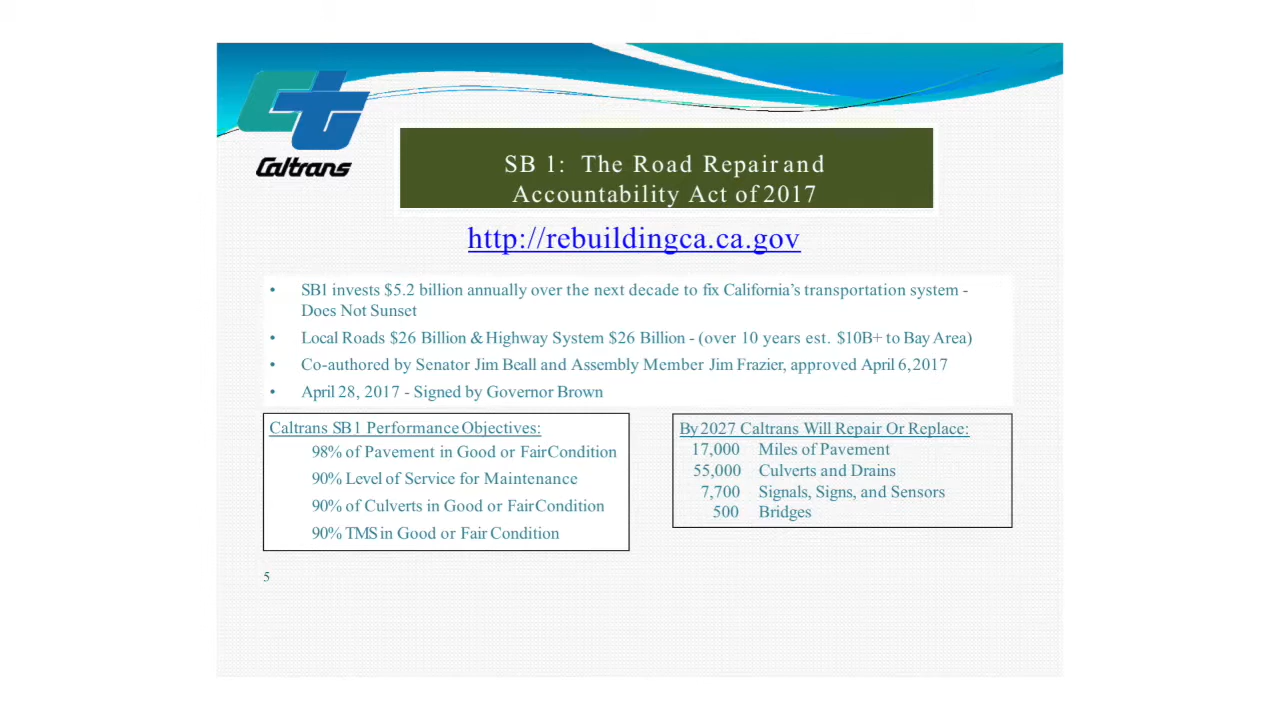 Caltrans
SB 1: The Road Repair and
Accountability Act of 2017
http://rebuildingca.ca.gov
• SB1 invests $5.2 billion annually over the next decade to fix California's transportation system -
Does Not Sunset
• Local Roads $26 Billion & Highway System $26 Billion - (over 10 years est. $10B+ to Bay Area)
• Co-authored by Senator Jim Beall and Assembly Member Jim Frazier, approved April 6, 2017
• April 28, 2017 - Signed by Governor Brown
Caltrans SB1 Performance Objectives:
98% of Pavement in Good or Fair Condition
90% Level of Service for Maintenance
90% of Culverts in Good or Fair Condition
90% TMS in Good or Fair Condition
By 2027 Caltrans Will Repair Or Replace:
17,000 Miles of Pavement
55,000 Culverts and Drains
7,700 Signals, Signs, and Sensors
500 Bridges
5